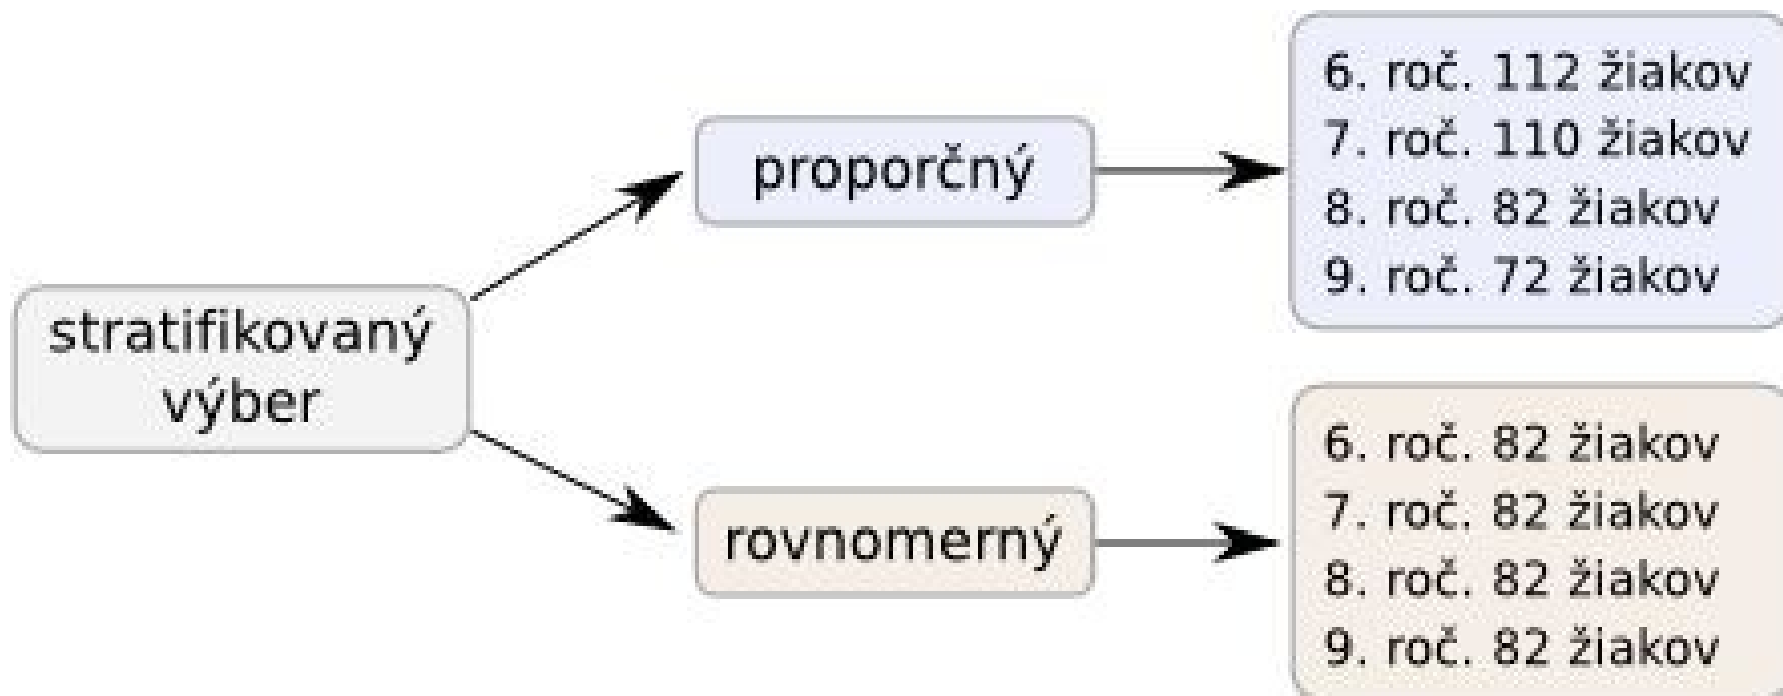 stratifikovaný
výber
proporčný
6. roč. 112 žiakov
7. roč. 110 žiakov
8. roč. 82 žiakov
9. roč. 72 žiakov
rovnomerný
6. roč. 82 žiakov
7. roč. 82 žiakov
8. roč. 82 žiakov
9. roč. 82 žiakov